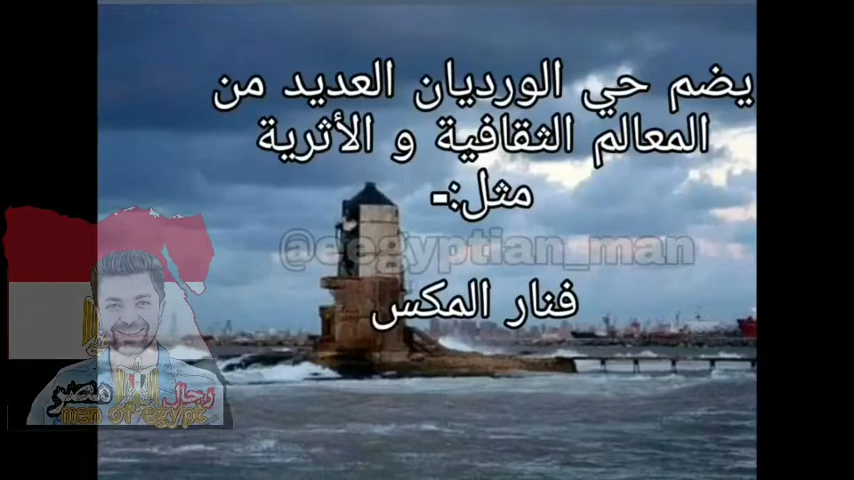 يضم حي الورديان العديد من
المعالم الثقافية و الأثرية
مثل:-
@eegyptian_man
فنار المكس
رجال مصر
men of egypt